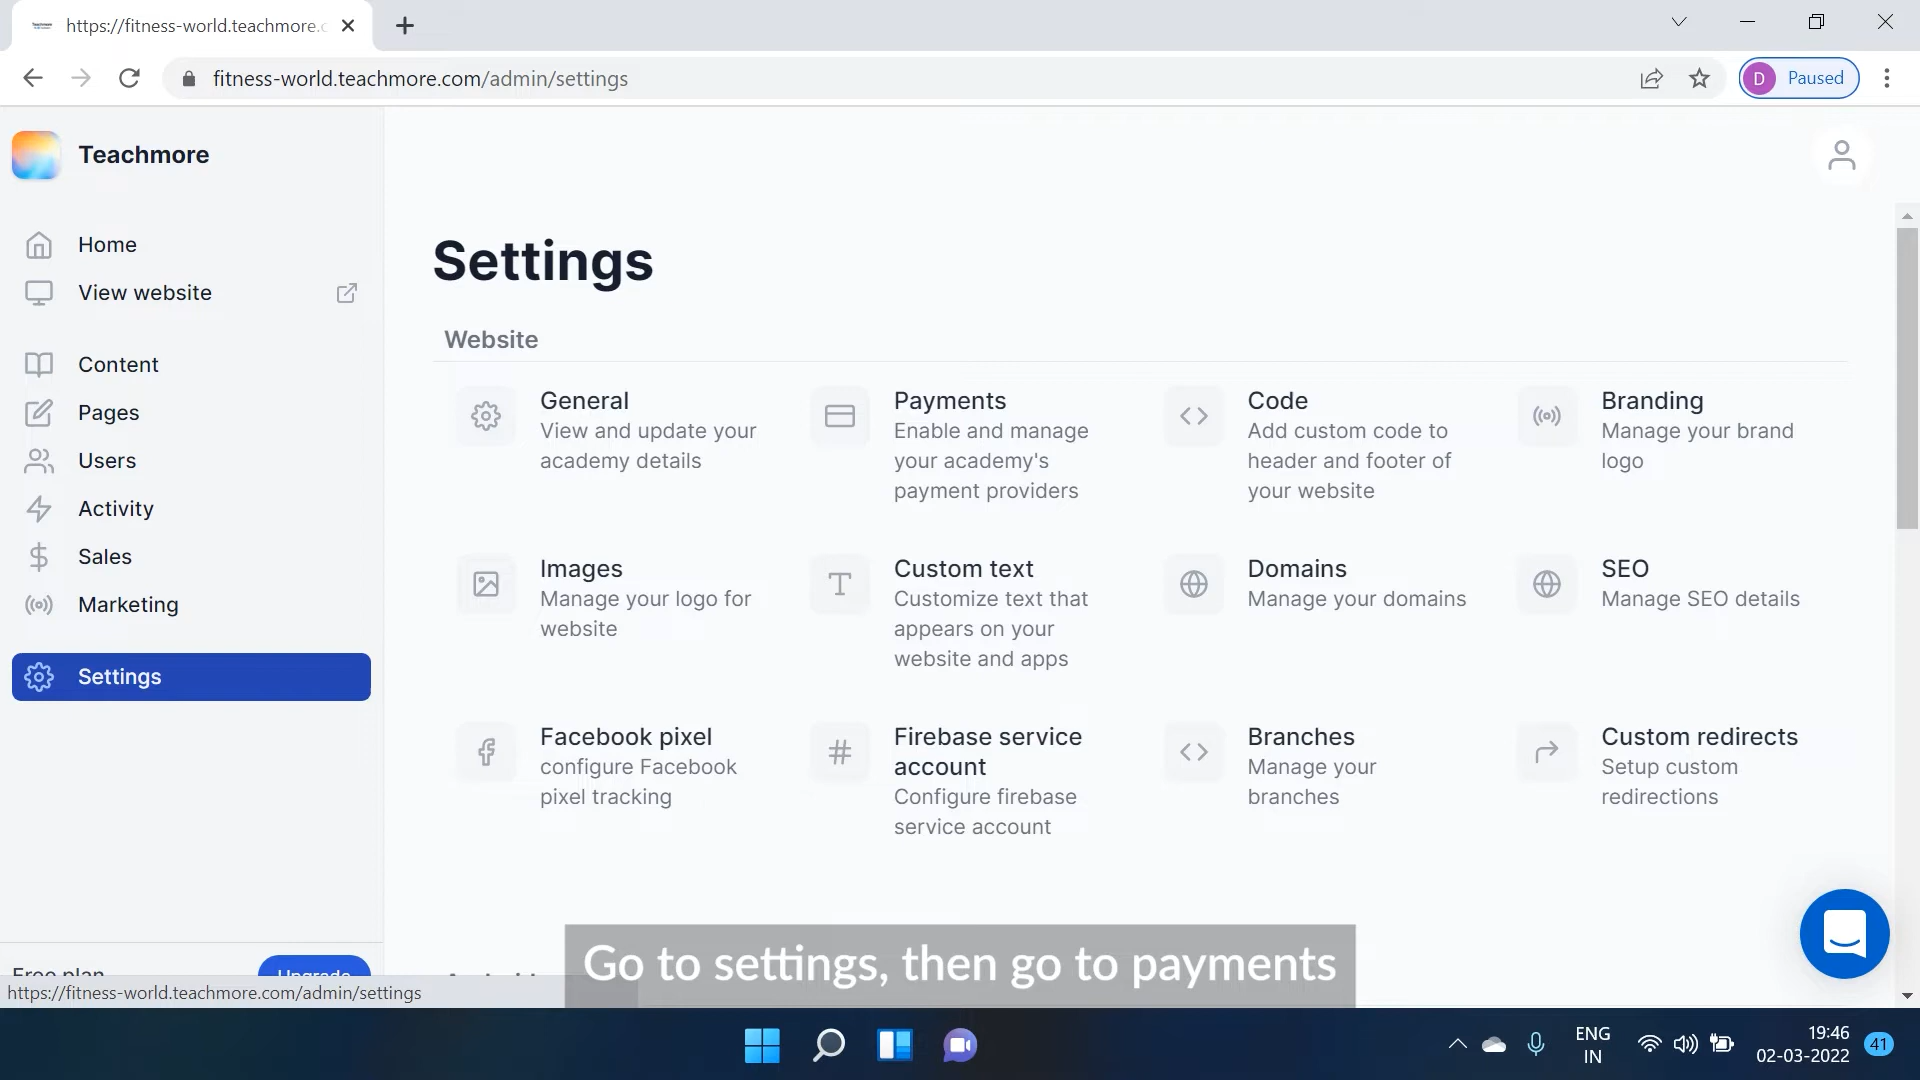 https://fitness-world.teachmore.c
fitness-world.teachmore.com/admin/settings
D Paused
Teachmore
Home
View website
Content
Pages
Users
Activity
Sales
Marketing
Settings
Free plan
Upgrade
https://fitness-world.teachmore.com/admin/settings
Settings
Website
General
View and update your
academy details
Payments
Enable and manage
your academy's
payment providers
Code
Add custom code to
header and footer of
your website
Branding
Manage your brand
logo
Images
Manage your logo for
website
Custom text
Customize text that
appears on your
website and apps
Domains
Manage your domains
SEO
Manage SEO details
Facebook pixel
configure Facebook
pixel tracking
Firebase service
account
Configure firebase
service account
Branches
Manage your
branches
Custom redirects
Setup custom
redirections
Go to settings, then go to payments
ENG
IN
19:46
02-03-2022
41